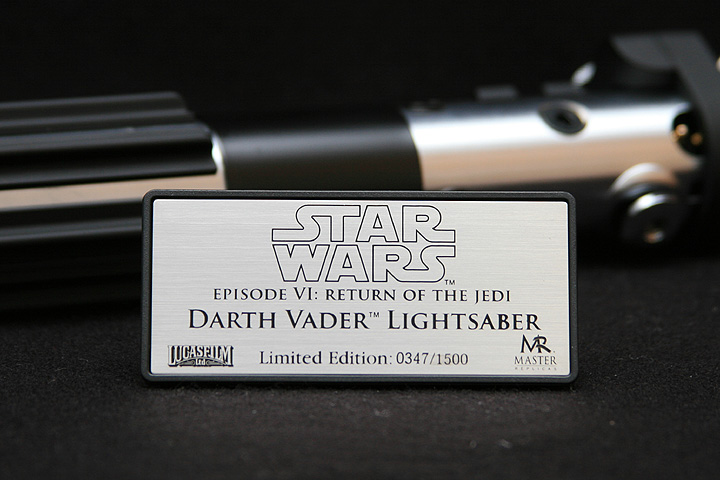 STAR
WARS™
EPISODE VI: RETURN OF THE JEDI
DARTH VADER™ LIGHTSABER
LUCASFILM
Ltd
Limited Edition: 0347/1500
MR
MASTER
REPLICAS